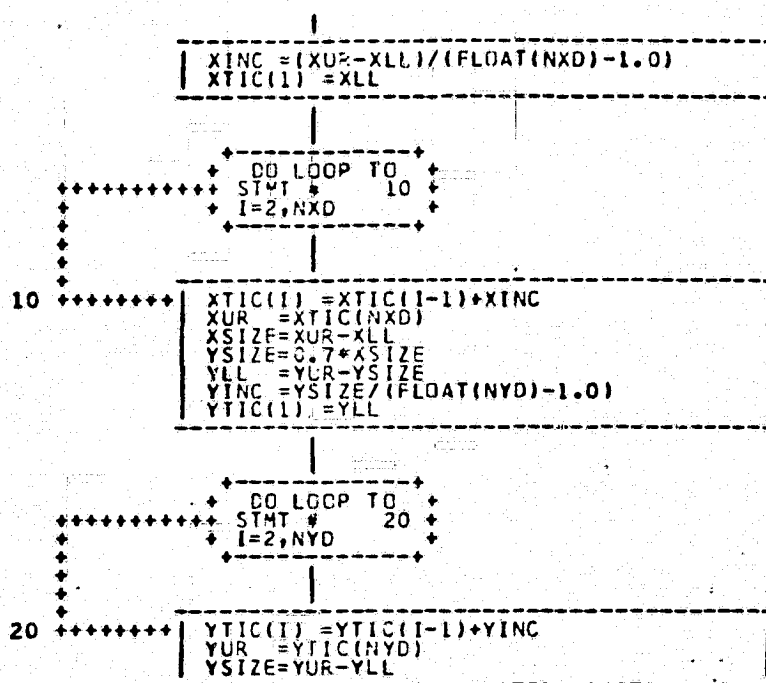 XINC =(XUR-XLL)/(FLOAT(NXD)-1.0)
XTIC(1) =XLL
DO LOOP TO
STMT # 10
I=2,NXD
10 XTIC(I) =XTIC(I-1)+XINC
XUR =XTIC(NXD)
XSIZE=XUR-XLL
YSIZE=0.7*XSIZE
YLL =YUR-YSIZE
YINC =YSIZE/(FLOAT(NYD)-1.0)
YTIC(1) =YLL
DO LOOP TO
STMT # 20
I=2,NYD
20 YTIC(I) =YTIC(I-1)+YINC
YUR =YTIC(NYD)
YSIZE=YUR-YLL